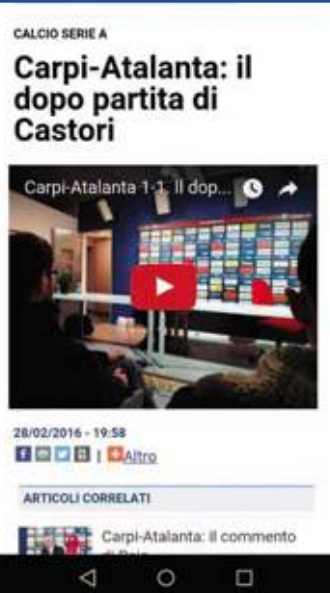 CALCIO SERIE A
Carpi-Atalanta: il
dopo partita di
Castori
Carpi-Atalanta 1-1. Il dop...
28/02/2016 - 19:58
| Altro
ARTICOLI CORRELATI
Carpi-Atalanta: il commento